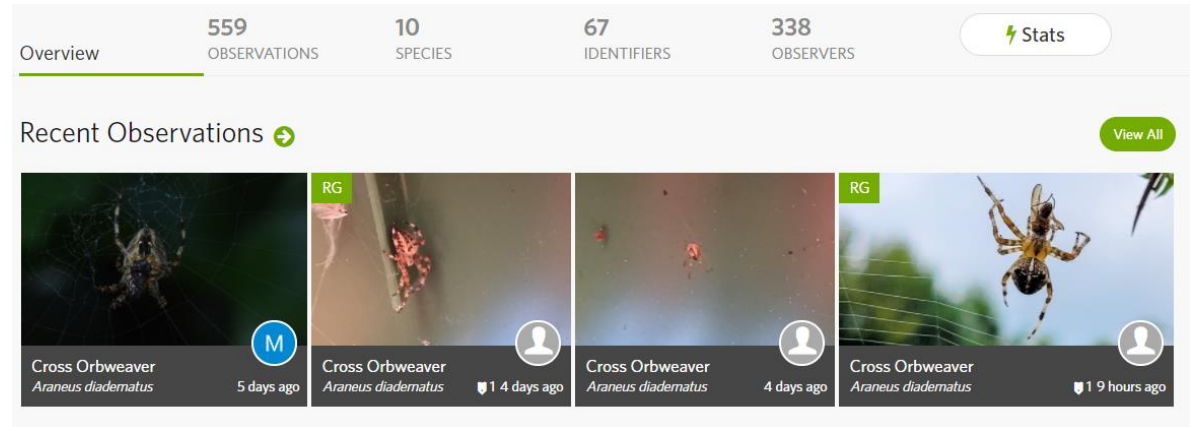 Overview
559
OBSERVATIONS
10
SPECIES
67
IDENTIFIERS
338
OBSERVERS
Stats
Recent Observations
View All
RG
RG
M
Cross Orbweaver
Araneus diadematus
5 days ago
Cross Orbweaver
Araneus diadematus
1 4 days ago
Cross Orbweaver
Araneus diadematus
4 days ago
Cross Orbweaver
Araneus diadematus
1 9 hours ago